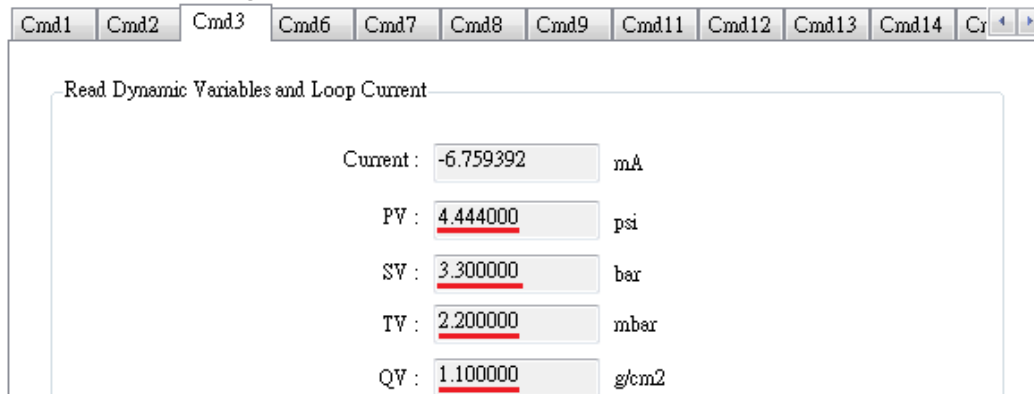 Cmd1 Cmd2 Cmd3 Cmd6 Cmd7 Cmd8 Cmd9 Cmd11 Cmd12 Cmd13 Cmd14
Read Dynamic Variables and Loop Current
Current : -6.759392 mA
PV : 4.444000 psi
SV : 3.300000 bar
TV : 2.200000 mbar
QV : 1.100000 g/cm2